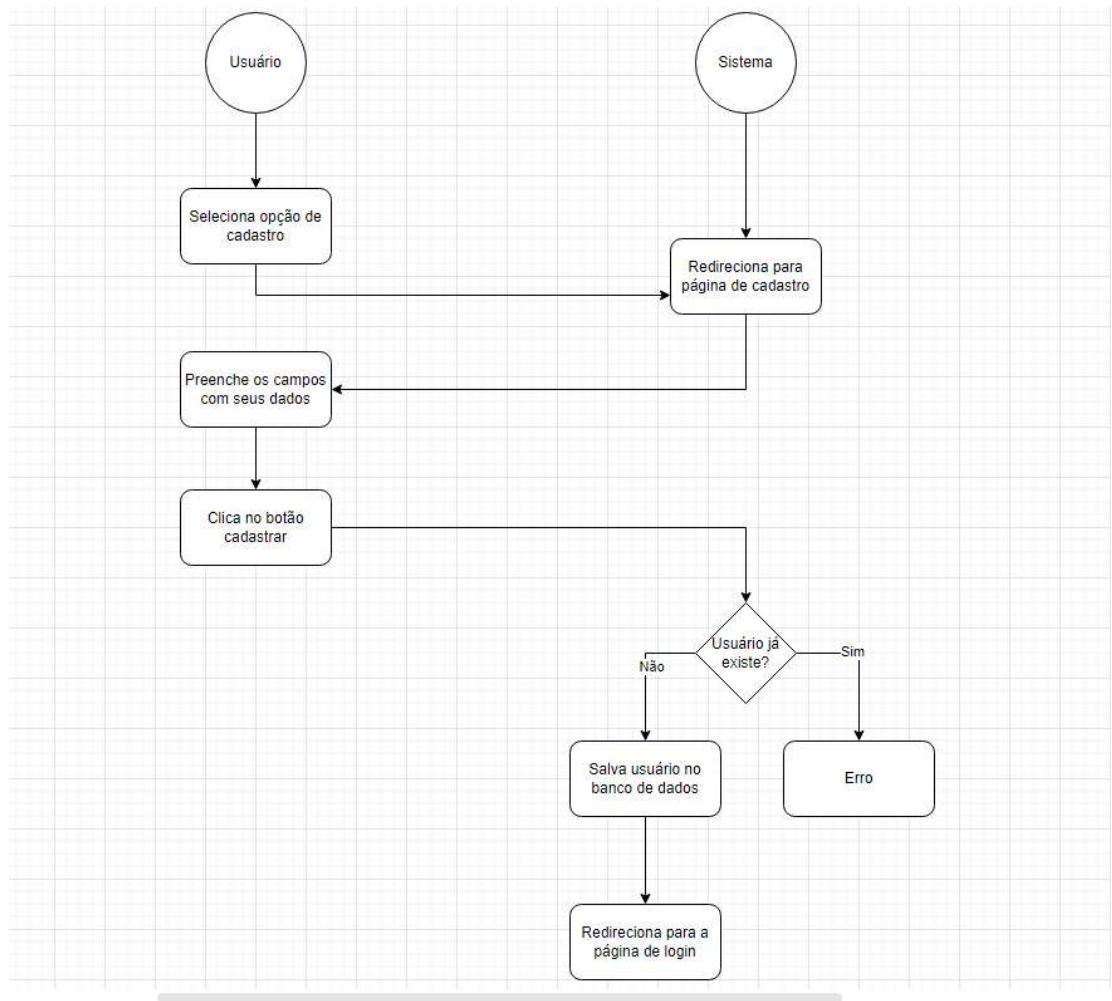 Usuário
Sistema
Seleciona opção de
cadastro
Redireciona para
página de cadastro
Preenche os campos
com seus dados
Clica no botão
cadastrar
Usuário já
existe?
Não
Sim
Salva usuário no
banco de dados
Erro
Redireciona para a
página de login